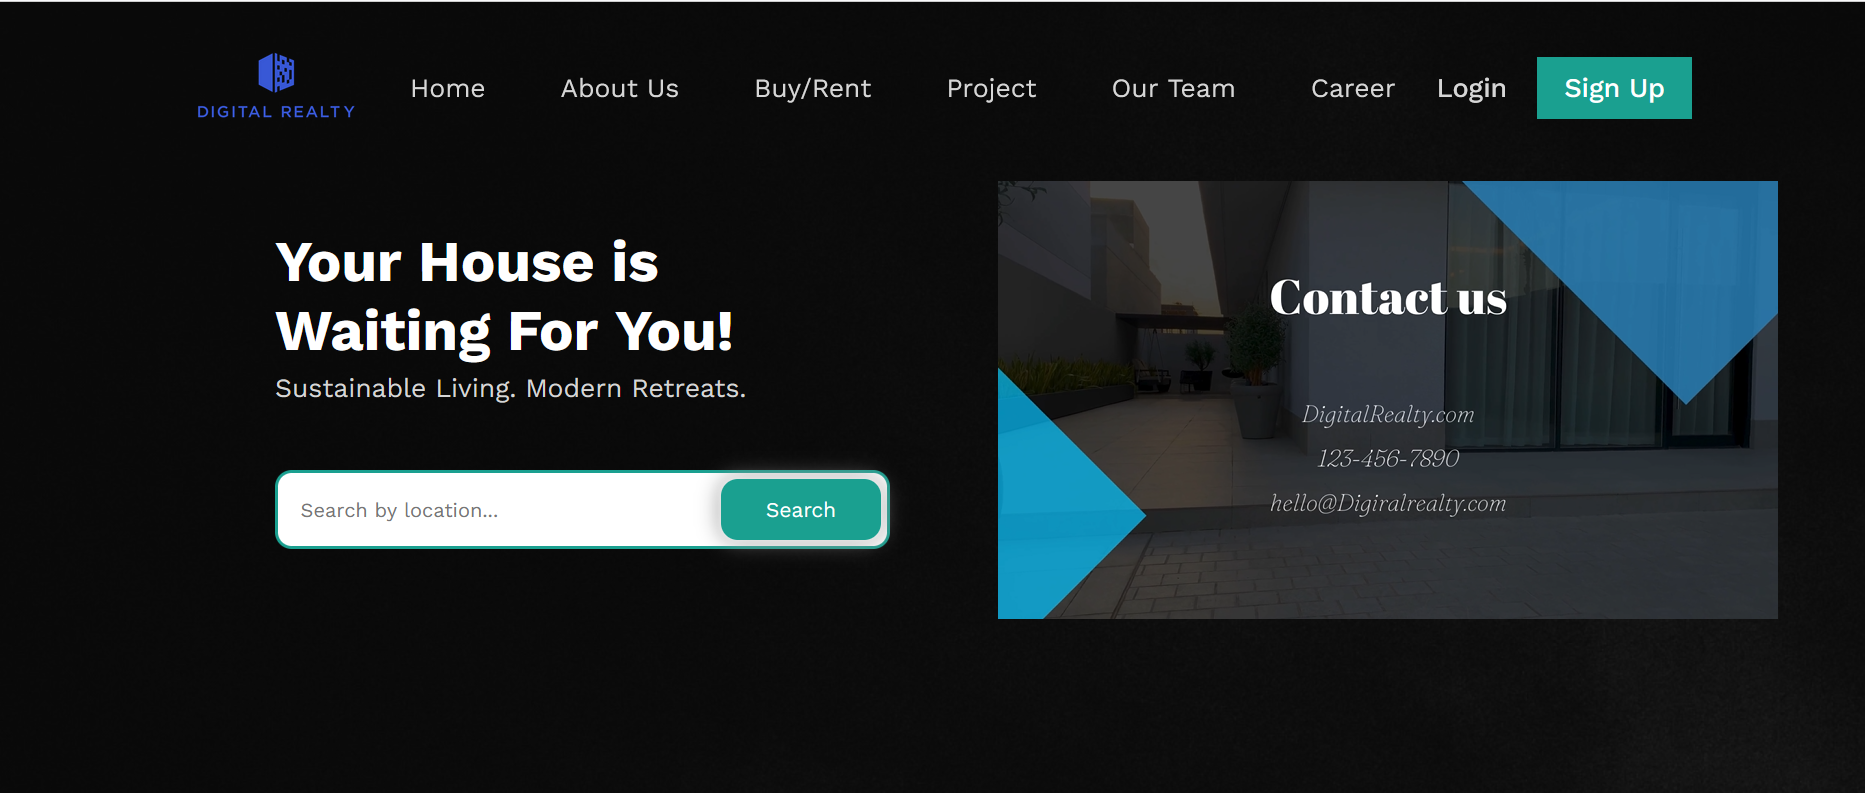 DIGITAL REALTY
Home
About Us
Buy/Rent
Project
Our Team
Career
Login
Sign Up
Your House is
Waiting For You!
Sustainable Living. Modern Retreats.
Search by location...
Search
Contact us
DigitalRealty.com
123-456-7890
hello@Digiralrealty.com